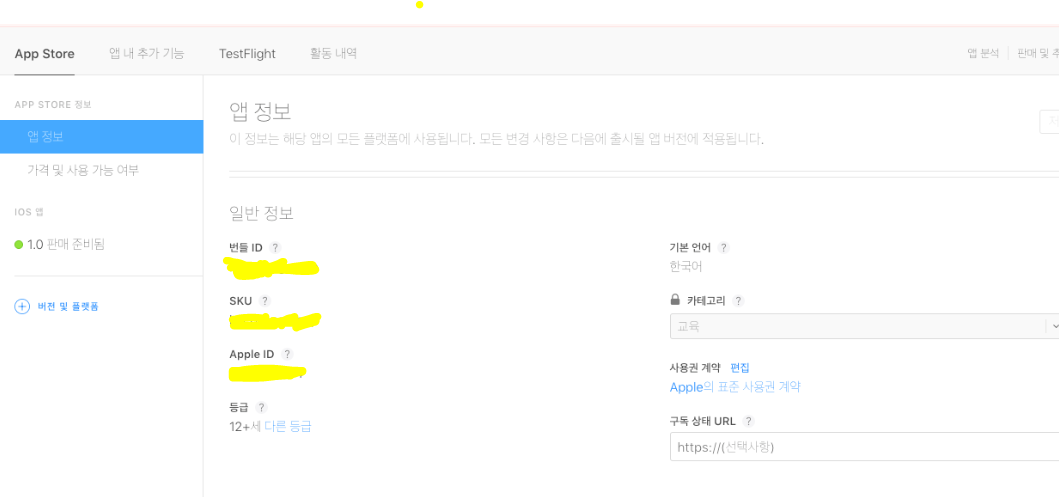 App Store 앱 내 추가 기능 TestFlight 활동 내역 앱 분석 판매 및
APP STORE 정보
앱 정보
가격 및 사용 가능 여부
IOS 앱
1.0 판매 준비됨
버전 및 플랫폼
앱 정보
이 정보는 해당 앱의 모든 플랫폼에 사용됩니다. 모든 변경 사항은 다음에 출시될 앱 버전에 적용됩니다.
일반 정보
번들 ID ?
SKU ?
Apple ID ?
등급 ?
12+세 다른 등급
기본 언어 ?
한국어
카테고리 ?
교육
사용권 계약 편집
Apple의 표준 사용권 계약
구독 상태 URL ?
https://(선택사항)